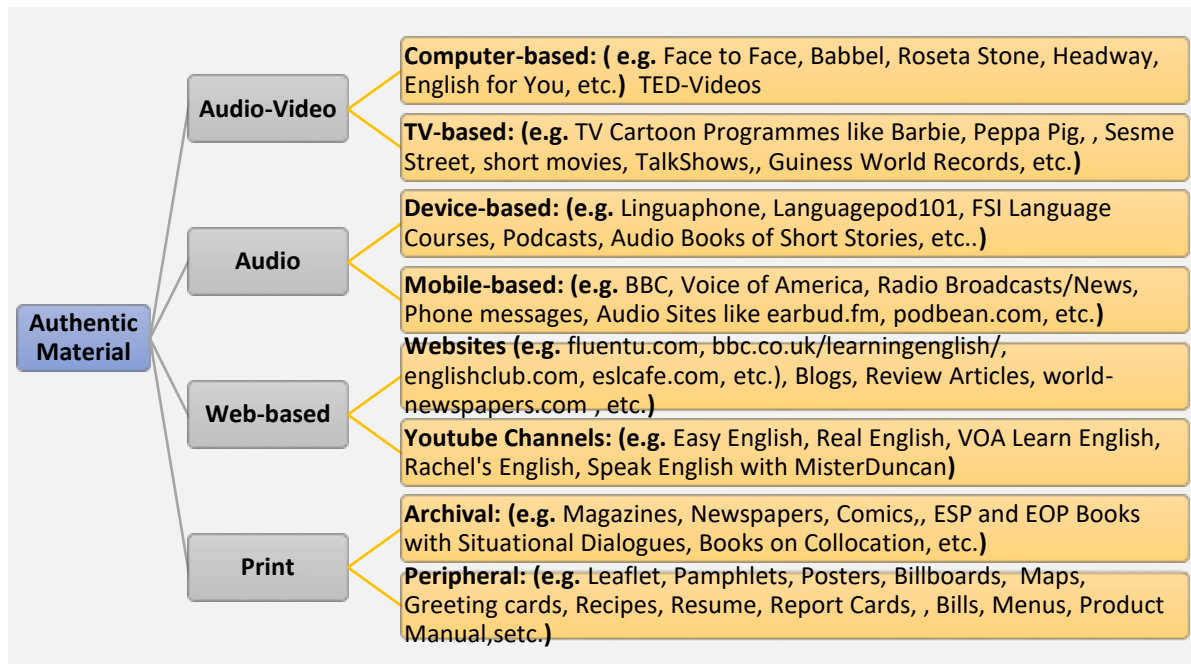 Authentic
Material
Audio-Video
Computer-based: ( e.g. Face to Face, Babbel, Roseta Stone, Headway,
English for You, etc.) TED-Videos
TV-based: (e.g. TV Cartoon Programmes like Barbie, Peppa Pig, , Sesme
Street, short movies, TalkShows,, Guiness World Records, etc.)
Audio
Device-based: (e.g. Linguaphone, Languagepod101, FSI Language
Courses, Podcasts, Audio Books of Short Stories, etc..)
Mobile-based: (e.g. BBC, Voice of America, Radio Broadcasts/News,
Phone messages, Audio Sites like earbud.fm, podbean.com, etc.)
Web-based
Websites (e.g. fluentu.com, bbc.co.uk/learningenglish/,
englishclub.com, eslcafe.com, etc.), Blogs, Review Articles, world-
newspapers.com , etc.)
Youtube Channels: (e.g. Easy English, Real English, VOA Learn English,
Rachel's English, Speak English with MisterDuncan)
Print
Archival: (e.g. Magazines, Newspapers, Comics,, ESP and EOP Books
with Situational Dialogues, Books on Collocation, etc.)
Peripheral: (e.g. Leaflet, Pamphlets, Posters, Billboards, Maps,
Greeting cards, Recipes, Resume, Report Cards, , Bills, Menus, Product
Manual,setc.)